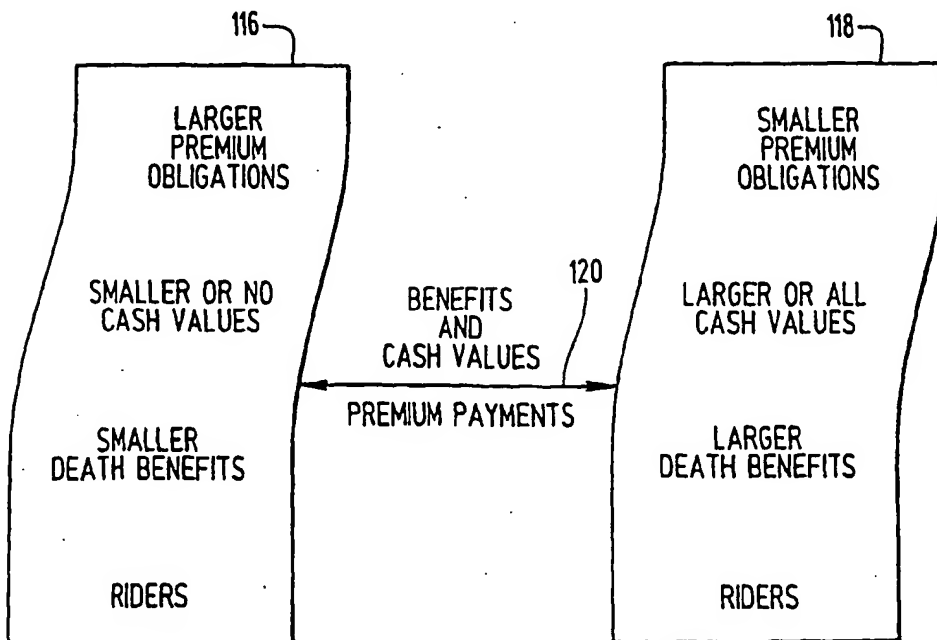 116
118
LARGER
PREMIUM
OBLIGATIONS
SMALLER
PREMIUM
OBLIGATIONS
SMALLER OR NO
CASH VALUES
BENEFITS
AND
CASH VALUES
120
LARGER OR ALL
CASH VALUES
PREMIUM PAYMENTS
SMALLER
DEATH BENEFITS
LARGER
DEATH BENEFITS
RIDERS
RIDERS